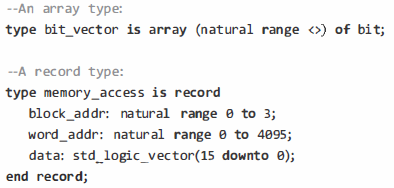 --An array type:
type bit_vector is array (natural range <>) of bit;
--A record type:
type memory_access is record
block_addr: natural range 0 to 3;
word_addr: natural range 0 to 4095;
data: std_logic_vector(15 downto 0);
end record;